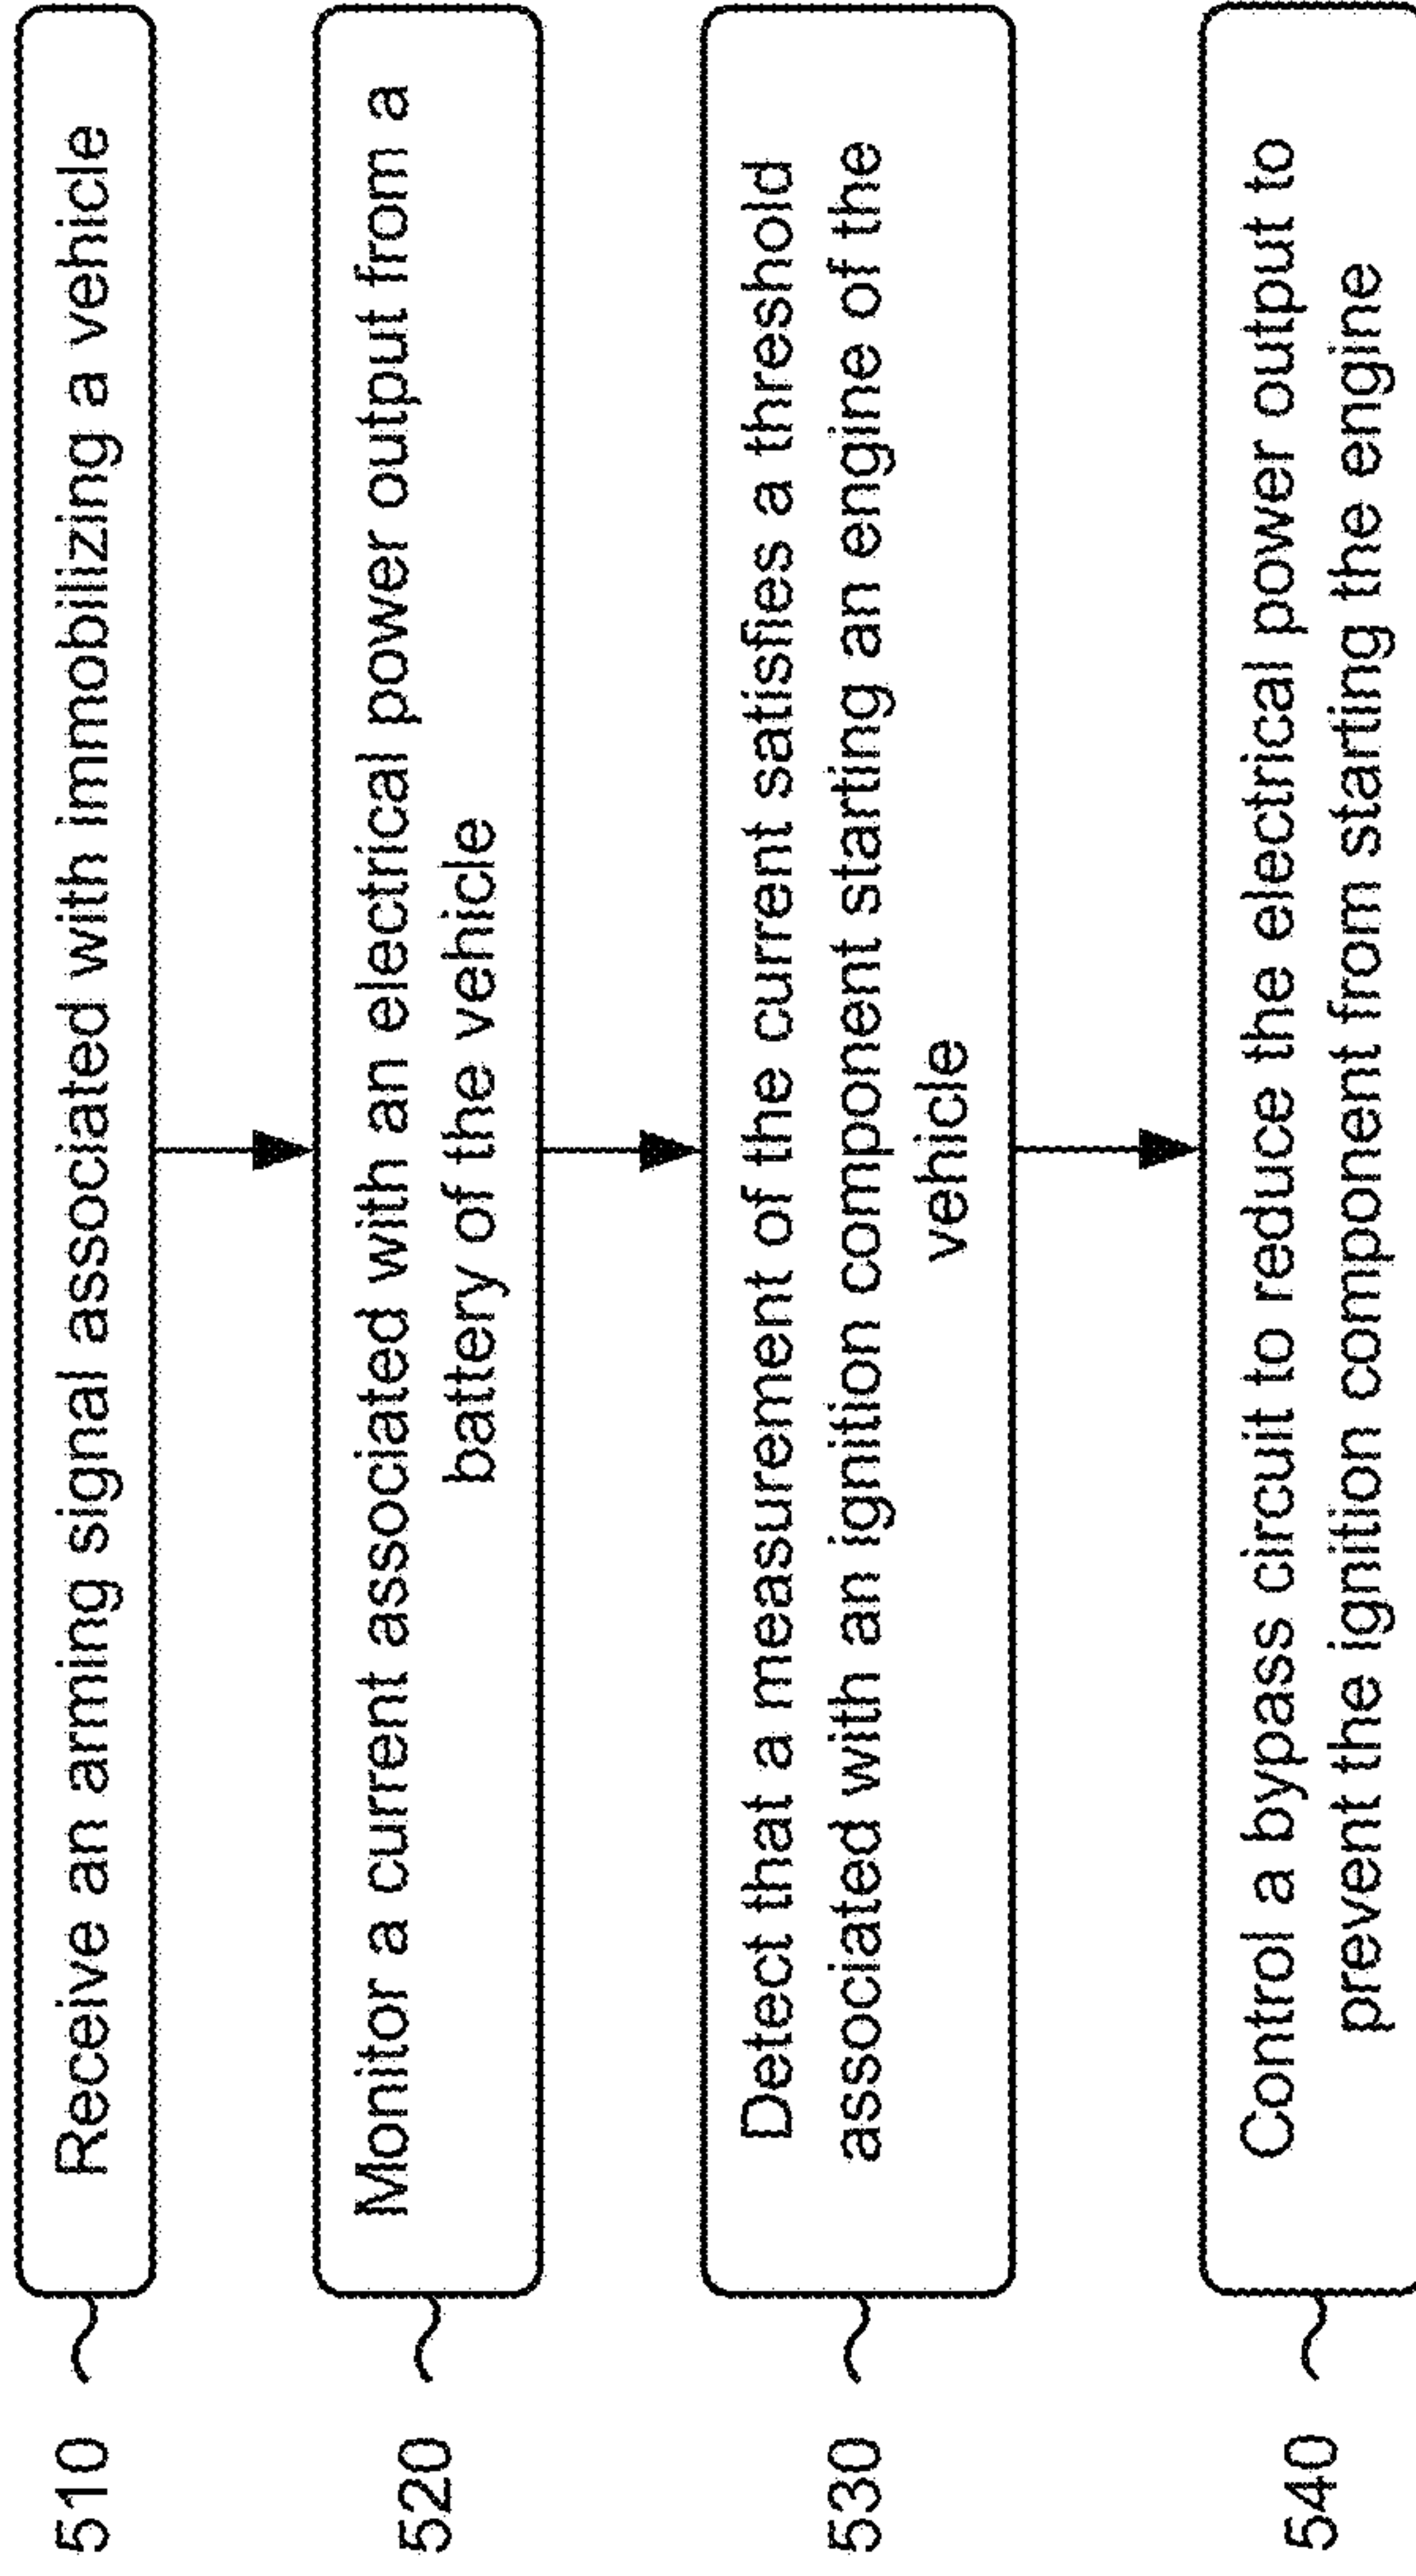 510
Receive an arming signal associated with immobilizing a vehicle
520
Monitor a current associated with an electrical power output from a
battery of the vehicle
530
Detect that a measurement of the current satisfies a threshold
associated with an ignition component starting an engine of the
vehicle
540
Control a bypass circuit to reduce the electrical power output to
prevent the ignition component from starting the engine